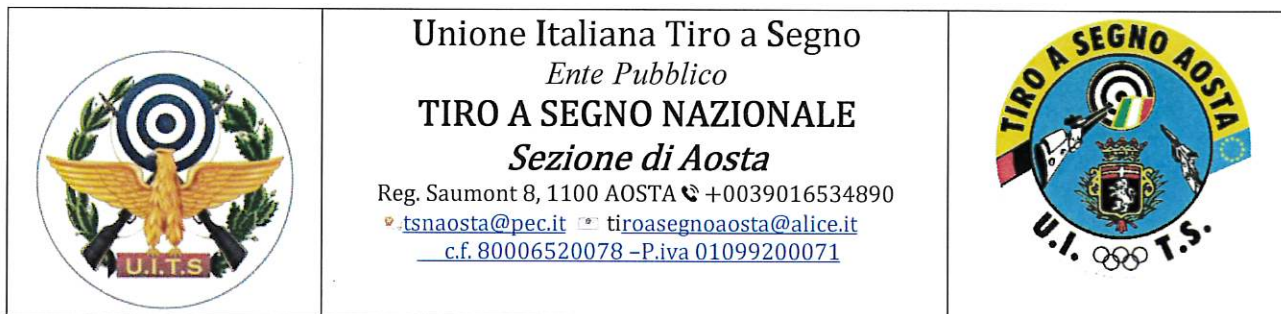 U.I.T.S
Unione Italiana Tiro a Segno
Ente Pubblico
TIRO A SEGNO NAZIONALE
Sezione di Aosta
Reg. Saumont 8, 1100 AOSTA +0039016534890
tsnaosta@pec.it tiroasegnoaosta@alice.it
c.f. 80006520078 –P.iva 01099200071
TIRO A SEGNO AOSTA
U.I. T.S.